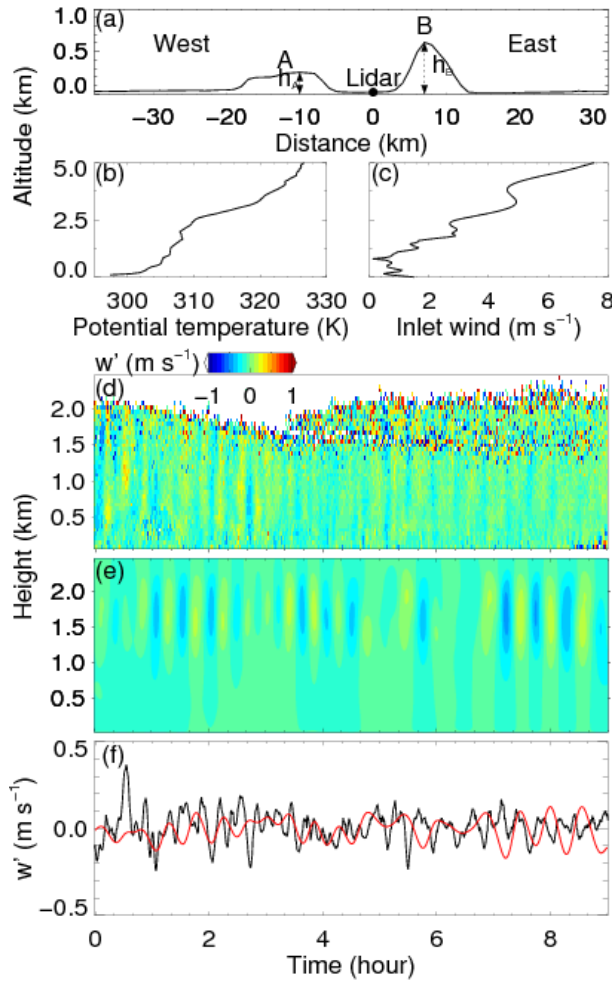 (a)
1.0
0.5
0.0
West
A
hA
Lidar
B
hB
East
−30 −20 −10 0 10 20 30
Distance (km)
Altitude (km)
(b)
5.0
2.5
0.0
300 310 320 330
Potential temperature (K)
(c)
0 2 4 6 8
Inlet wind (m s⁻¹)
w' (m s⁻¹)
−1 0 1
(d)
2.0
1.5
1.0
0.5
Height (km)
(e)
2.0
1.5
1.0
0.5
(f)
0.5
0.0
−0.5
w' (m s⁻¹)
0 2 4 6 8
Time (hour)